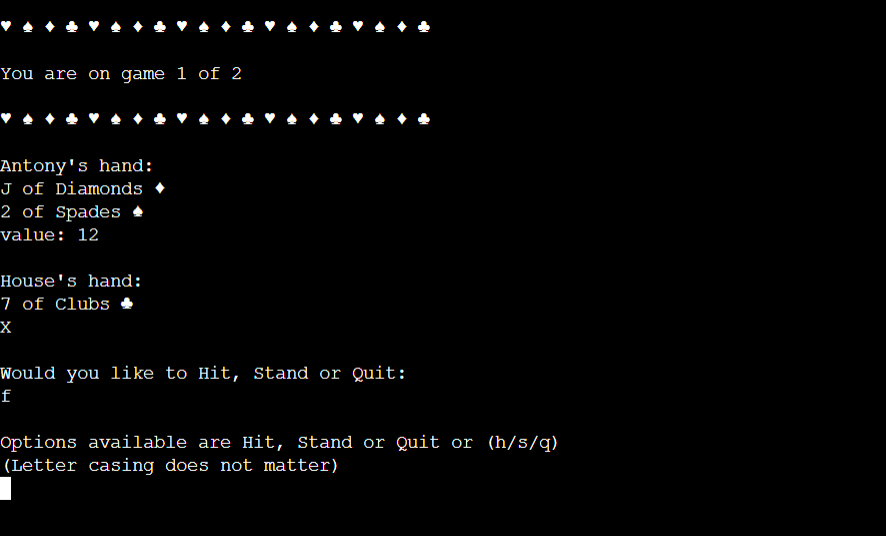 ♥ ♠ ♦ ♣ ♥ ♠ ♦ ♣ ♥ ♠ ♦ ♣ ♥ ♠ ♦ ♣ ♥ ♠ ♦ ♣
You are on game 1 of 2
♥ ♠ ♦ ♣ ♥ ♠ ♦ ♣ ♥ ♠ ♦ ♣ ♥ ♠ ♦ ♣ ♥ ♠ ♦ ♣
Antony's hand:
J of Diamonds ♦
2 of Spades ♠
value: 12
House's hand:
7 of Clubs ♣
X
Would you like to Hit, Stand or Quit:
f
Options available are Hit, Stand or Quit or (h/s/q)
(Letter casing does not matter)